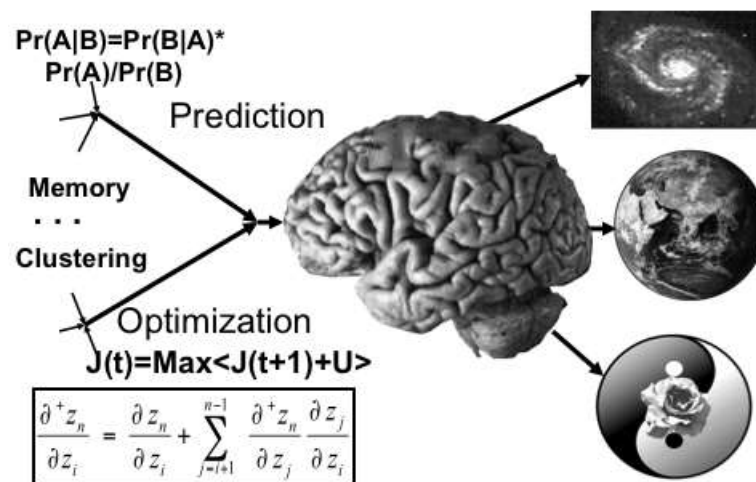 Pr(A|B)=Pr(B|A)*
Pr(A)/Pr(B)
Prediction
Memory
. . .
Clustering
Optimization
J(t)=Max<J(t+1)+U>
∂⁺zₙ/∂zᵢ = ∂zₙ/∂zᵢ + ∑_{j=i+1}^{n-1} ∂⁺zₙ/∂zⱼ ∂zⱼ/∂zᵢ